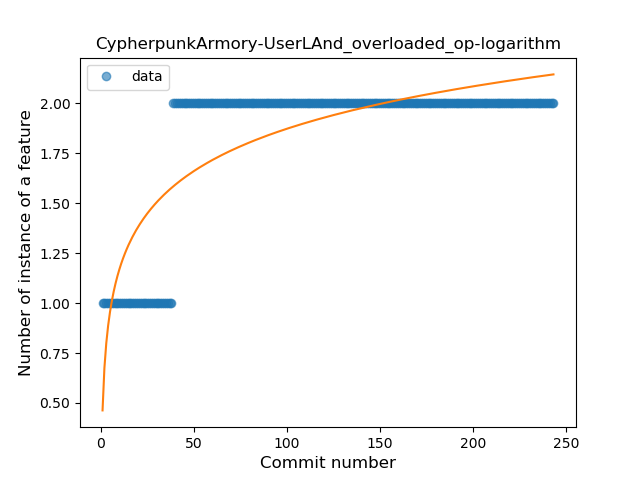 CypherpunkArmory-UserLAnd_overloaded_op-logarithm
data
Number of instance of a feature
2.00
1.75
1.50
1.25
1.00
0.75
0.50
0 50 100 150 200 250
Commit number